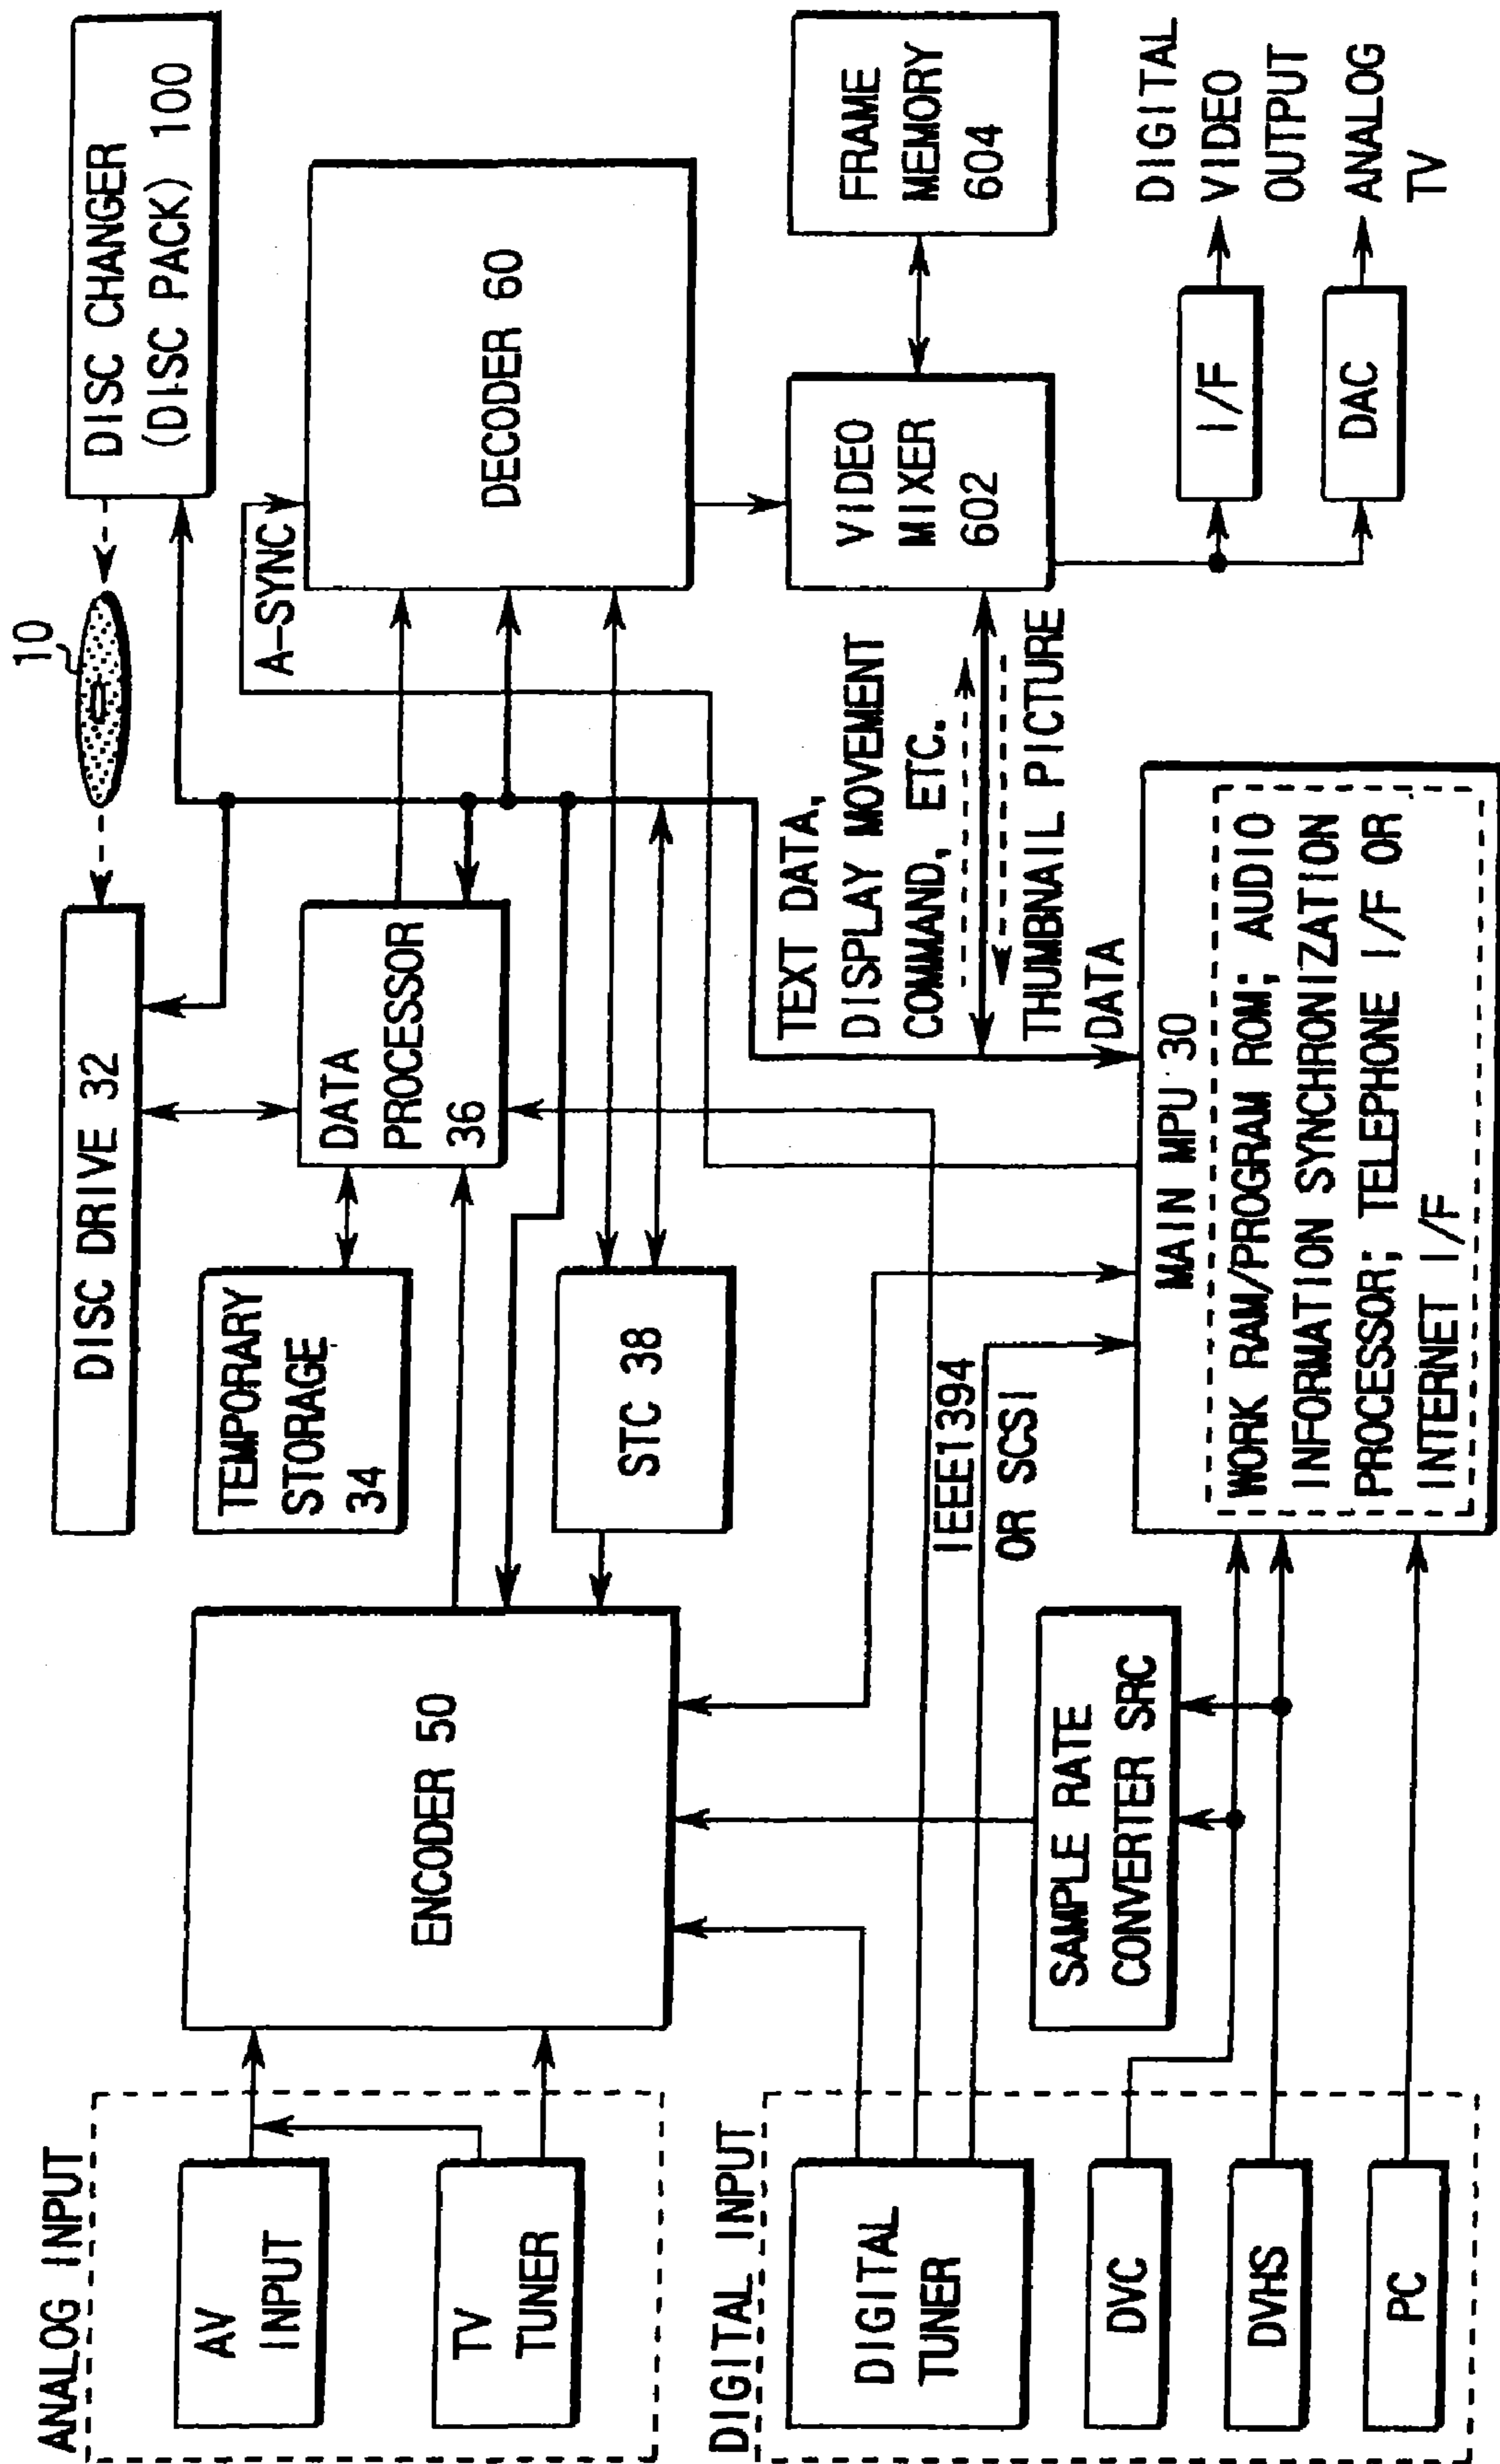 10
DISC CHANGER
(DISC PACK) 100
DISC DRIVE 32
TEMPORARY
STORAGE
34
DATA
PROCESSOR
36
A-SYNC
DECODER 60
ENCODER 50
STC 38
ANALOG INPUT
AV
INPUT
TV
TUNER
TEXT DATA,
DISPLAY MOVEMENT
COMMAND, ETC.
THUMBNAIL PICTURE
DATA
VIDEO
MIXER
602
FRAME
MEMORY
604
IEEE1394
OR SCSI
DIGITAL INPUT
DIGITAL
TUNER
DVC
DVHS
PC
SAMPLE RATE
CONVERTER SRC
MAIN MPU 30
WORK RAM/PROGRAM ROM; AUDIO
INFORMATION SYNCHRONIZATION
PROCESSOR; TELEPHONE I/F OR
INTERNET I/F
I/F
DAC
DIGITAL
VIDEO
OUTPUT
ANALOG
TV